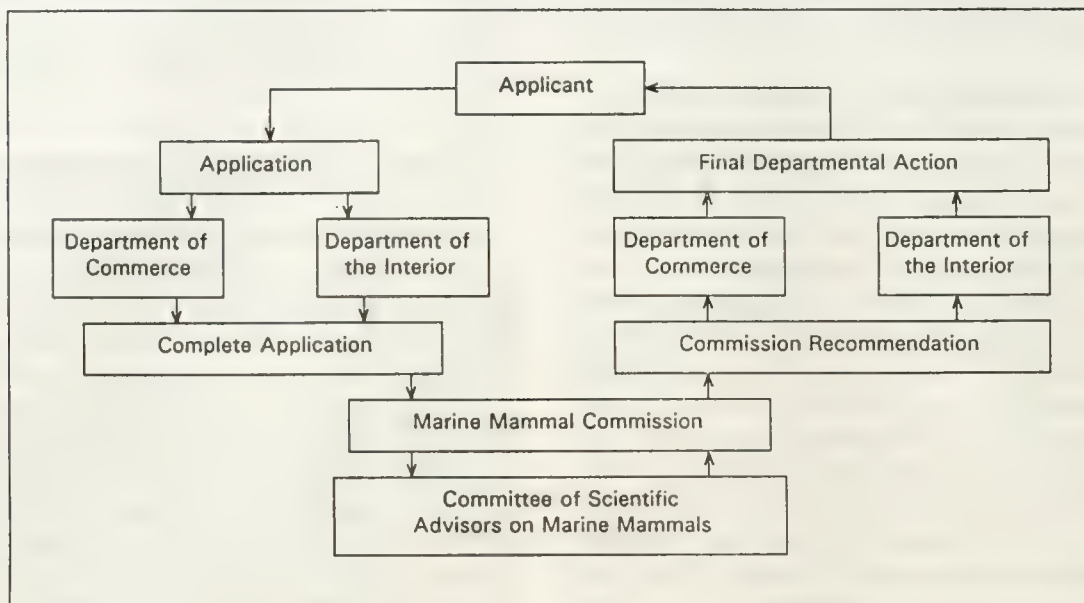 Applicant
Application
Final Departmental Action
Department of
Commerce
Department of
the Interior
Department of
Commerce
Department of
the Interior
Complete Application
Commission Recommendation
Marine Mammal Commission
Committee of Scientific
Advisors on Marine Mammals